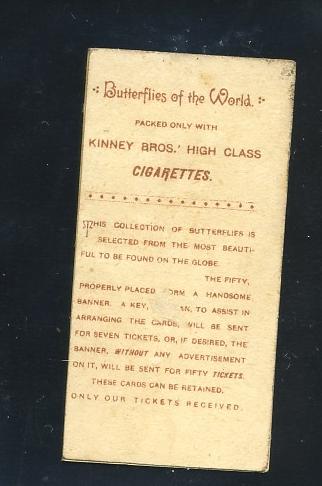 Butterflies of the World.
PACKED ONLY WITH
KINNEY BROS.' HIGH CLASS
CIGARETTES.
THIS COLLECTION OF BUTTERFLIES IS
SELECTED FROM THE MOST BEAUTI-
FUL TO BE FOUND ON THE GLOBE.
THE FIFTY,
PROPERLY PLACED ORM A HANDSOME
BANNER. A KEY, AN, TO ASSIST IN
ARRANGING THE CARDS, WILL BE SENT
FOR SEVEN TICKETS, OR, IF DESIRED, THE
BANNER, WITHOUT ANY ADVERTISEMENT
ON IT, WILL BE SENT FOR FIFTY TICKETS.
THESE CARDS CAN BE RETAINED.
ONLY OUR TICKETS RECEIVED.